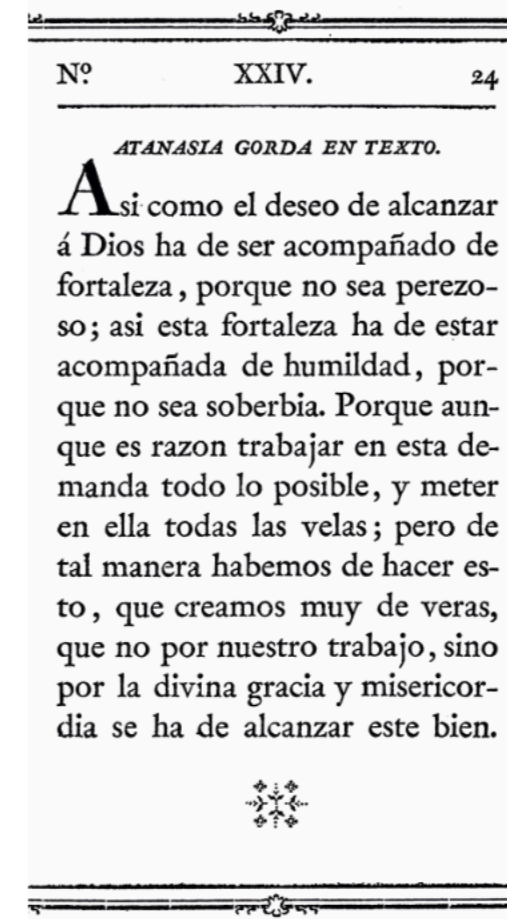 Nº XXIV. 24
ATANASIA GORDA EN TEXTO.
Asi como el deseo de alcanzar
á Dios ha de ser acompañado de
fortaleza, porque no sea perezo-
so; asi esta fortaleza ha de estar
acompañada de humildad, por-
que no sea soberbia. Porque aun-
que es razon trabajar en esta de-
manda todo lo posible, y meter
en ella todas las velas; pero de
tal manera habemos de hacer es-
to, que creamos muy de veras,
que no por nuestro trabajo, sino
por la divina gracia y misericor-
dia se ha de alcanzar este bien.